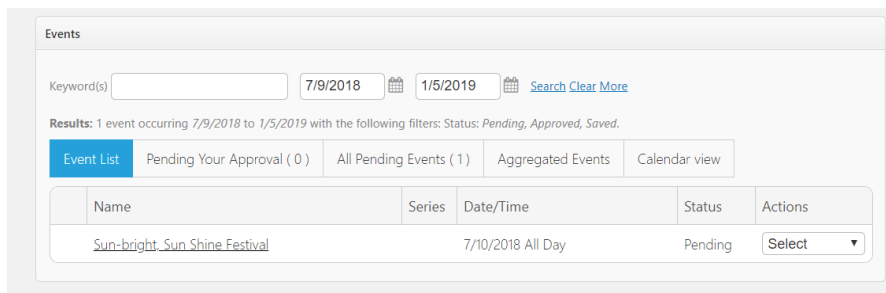 Events
Keyword(s) 7/9/2018 1/5/2019 Search Clear More
Results: 1 event occurring 7/9/2018 to 1/5/2019 with the following filters: Status: Pending, Approved, Saved.
Event List Pending Your Approval ( 0 ) All Pending Events ( 1 ) Aggregated Events Calendar view
Name Series Date/Time Status Actions
Sun-bright, Sun Shine Festival 7/10/2018 All Day Pending Select